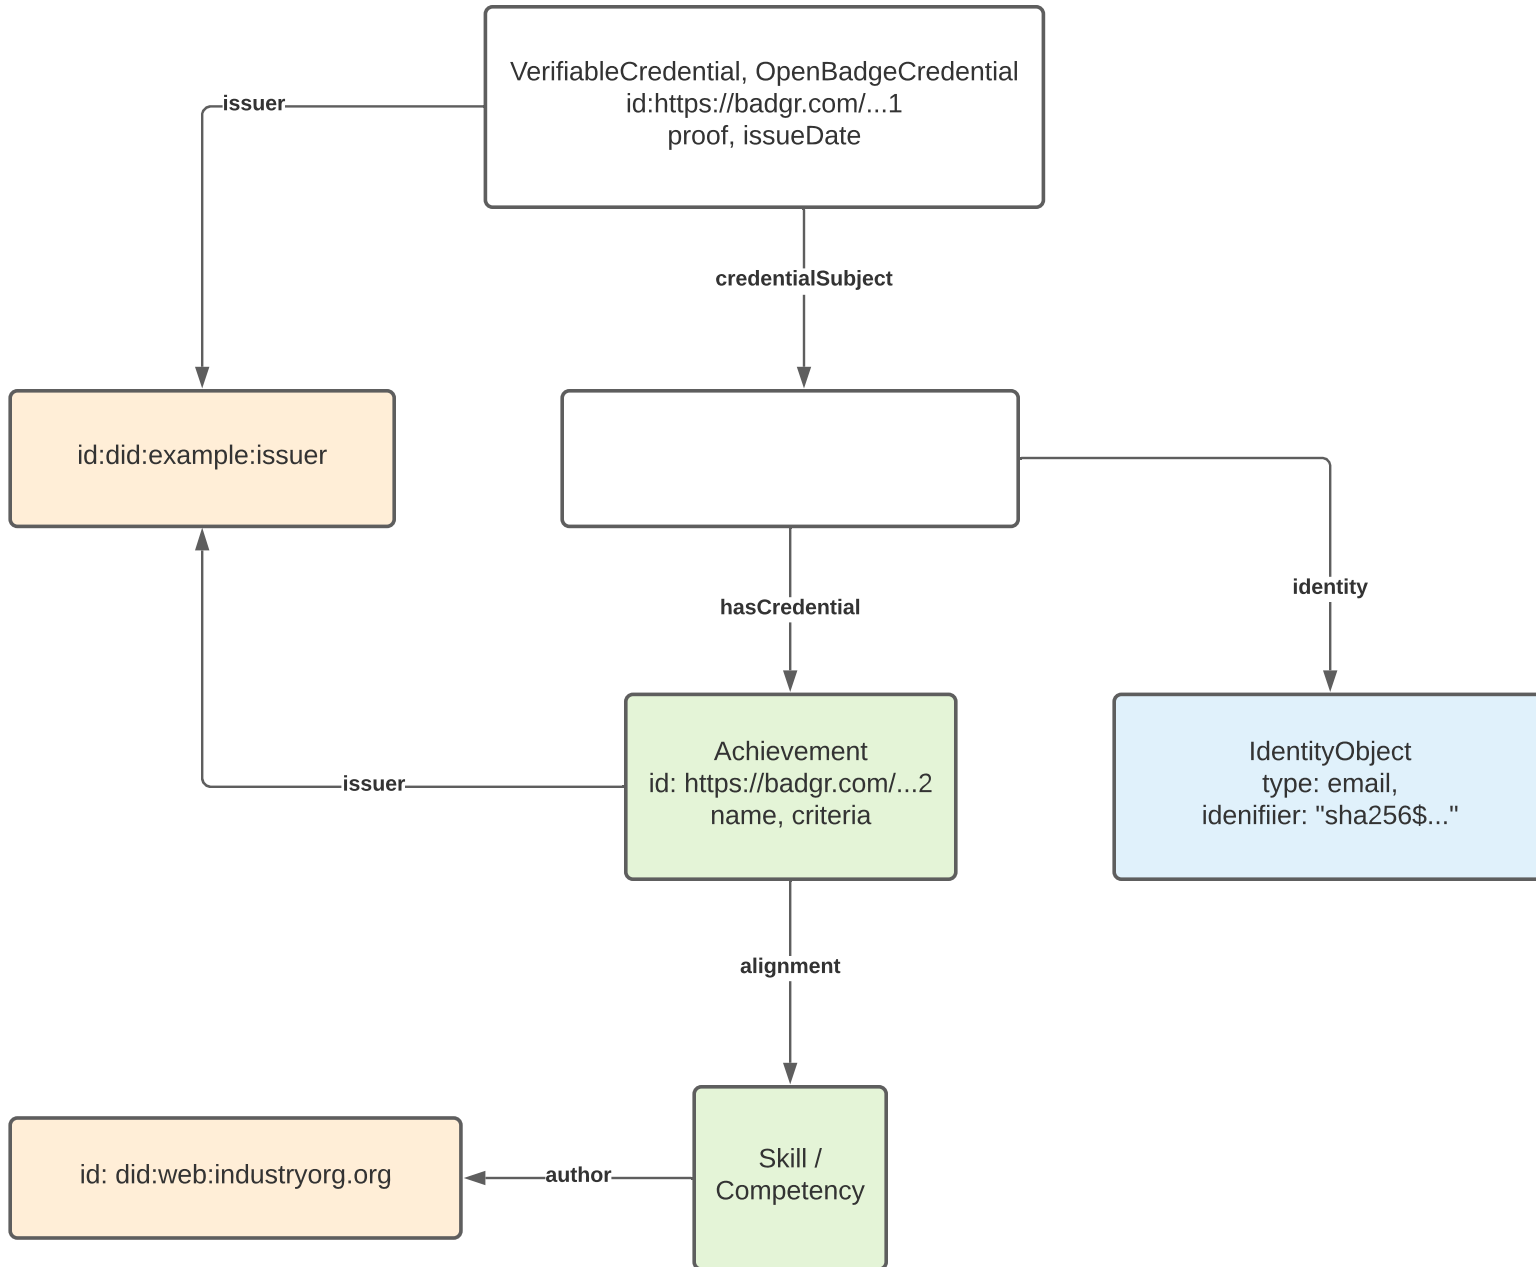 VerifiableCredential, OpenBadgeCredential
id:https://badgr.com/...1
proof, issueDate
issuer
credentialSubject
id:did:example:issuer
identity
hasCredential
Achievement
id: https://badgr.com/...2
name, criteria
issuer
IdentityObject
type: email,
idenifiier: "sha256$..."
alignment
Skill /
Competency
author
id: did:web:industryorg.org